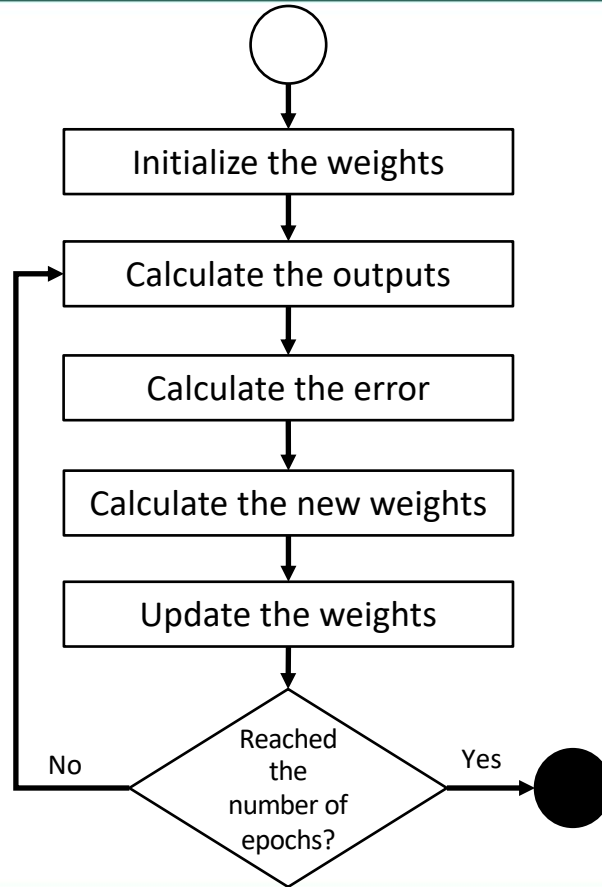 Initialize the weights
Calculate the outputs
Calculate the error
Calculate the new weights
Update the weights
Reached
the
number of
epochs?
No
Yes